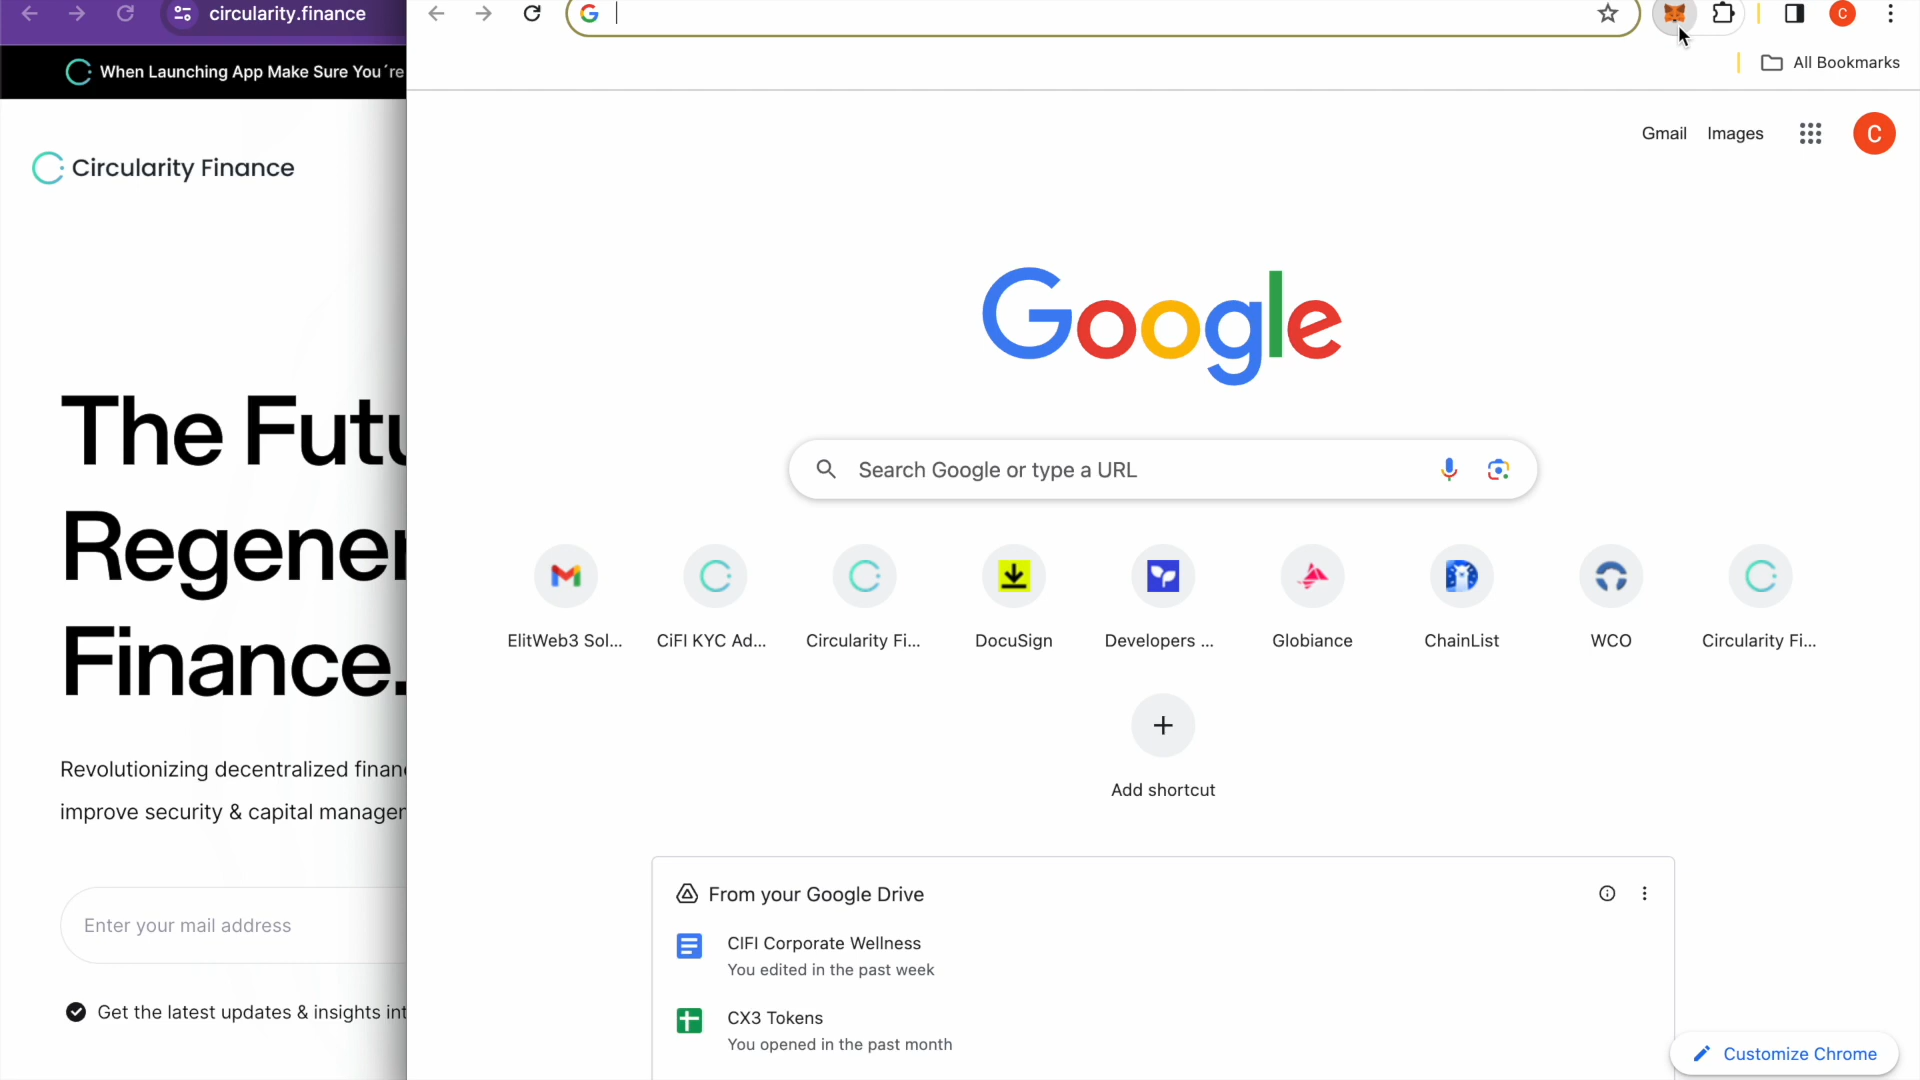 circularity.finance
When Launching App Make Sure You´re
Circularity Finance
The Futu
Regener
Finance.
Revolutionizing decentralized finan
improve security & capital manager
Enter your mail address
Get the latest updates & insights int
C
All Bookmarks
Gmail
Images
C
Google
Search Google or type a URL
ElitWeb3 Sol...
CiFI KYC Ad...
Circularity Fi...
DocuSign
Developers ...
Globiance
ChainList
WCO
Circularity Fi...
Add shortcut
From your Google Drive
CIFI Corporate Wellness
You edited in the past week
CX3 Tokens
You opened in the past month
Customize Chrome